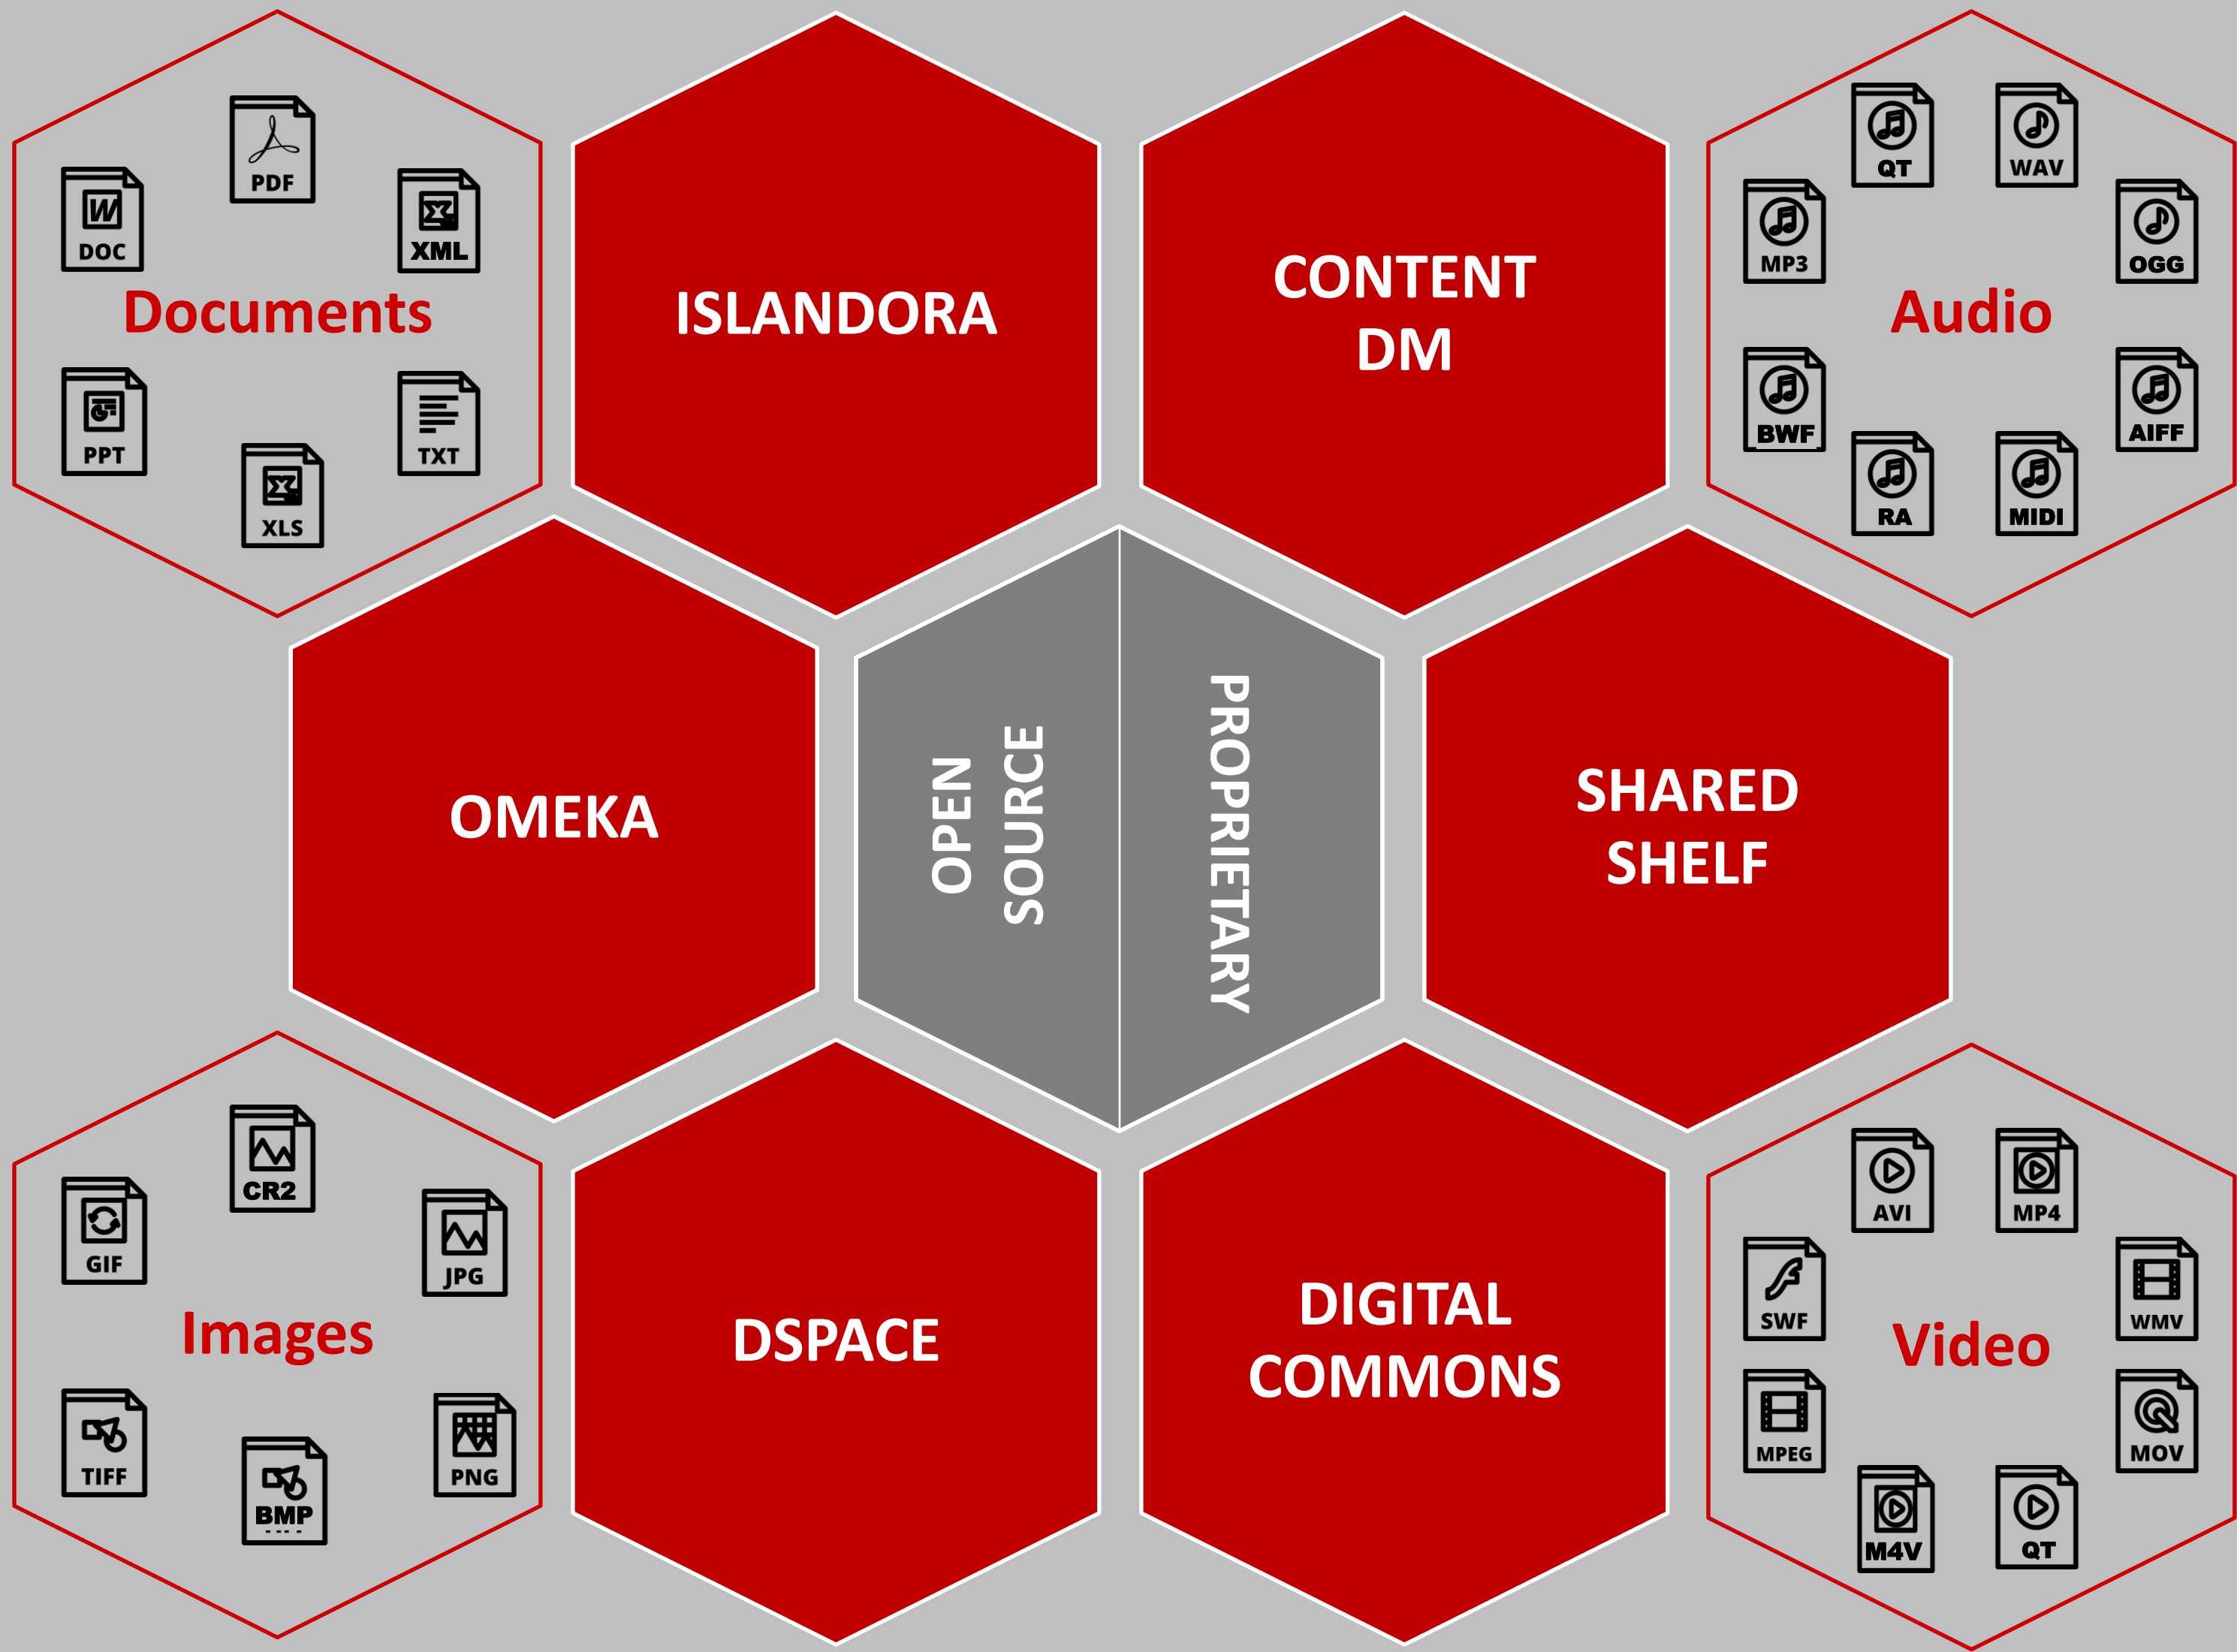 PDF
DOC
XML
Documents
PPT
TXT
XLS
ISLANDORA
CONTENT
DM
QT
WAV
MP3
OGG
Audio
BWF
AIFF
RA
MIDI
OMEKA
OPEN
SOURCE
PROPRIETARY
SHARED
SHELF
CR2
GIF
JPG
Images
TIFF
PNG
BMP
DSPACE
DIGITAL
COMMONS
AVI
MP4
SWF
WMV
Video
MPEG
MOV
M4V
QT